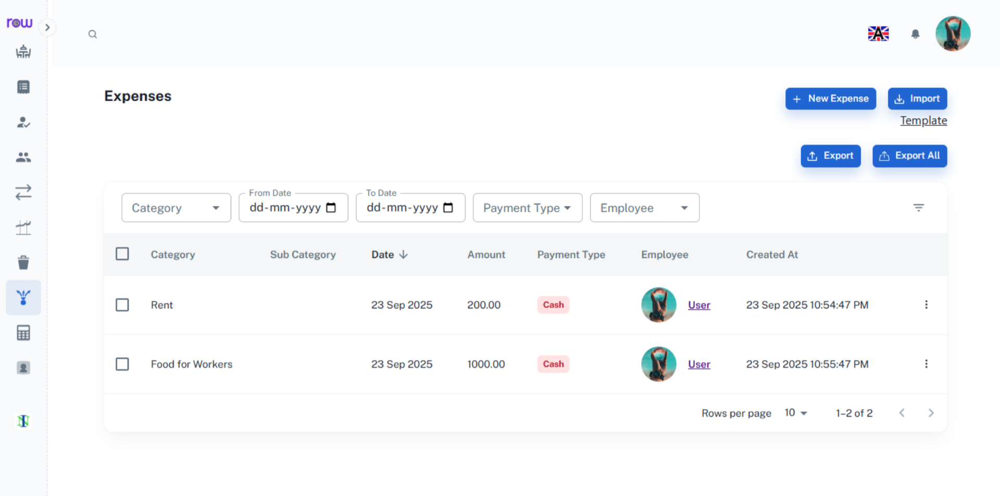 row
A
Expenses
New Expense
Import
Template
Export
Export All
Category
From Date
dd-mm-yyyy
To Date
dd-mm-yyyy
Payment Type
Employee
Category Sub Category Date Amount Payment Type Employee Created At
Rent 23 Sep 2025 200.00 Cash User 23 Sep 2025 10:54:47 PM
Food for Workers 23 Sep 2025 1000.00 Cash User 23 Sep 2025 10:55:47 PM
Rows per page 10 1–2 of 2